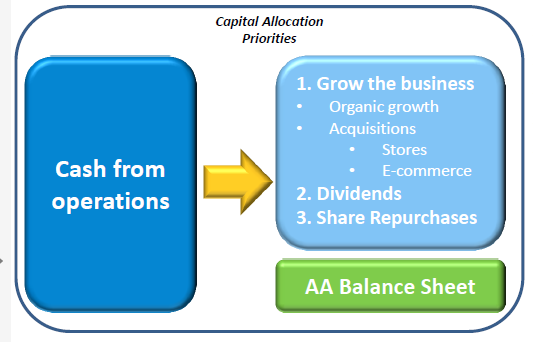 Capital Allocation
Priorities
Cash from
operations
1. Grow the business
• Organic growth
• Acquisitions
• Stores
• E-commerce
2. Dividends
3. Share Repurchases
AA Balance Sheet